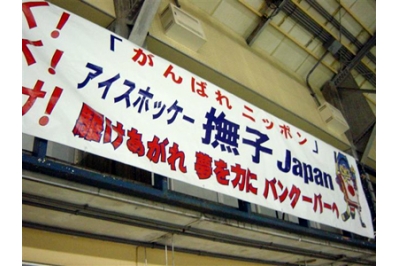 「がんばれニッポン」
アイスホッケー 撫子 Japan
駆けあがれ 夢を力に バンクーバーへ